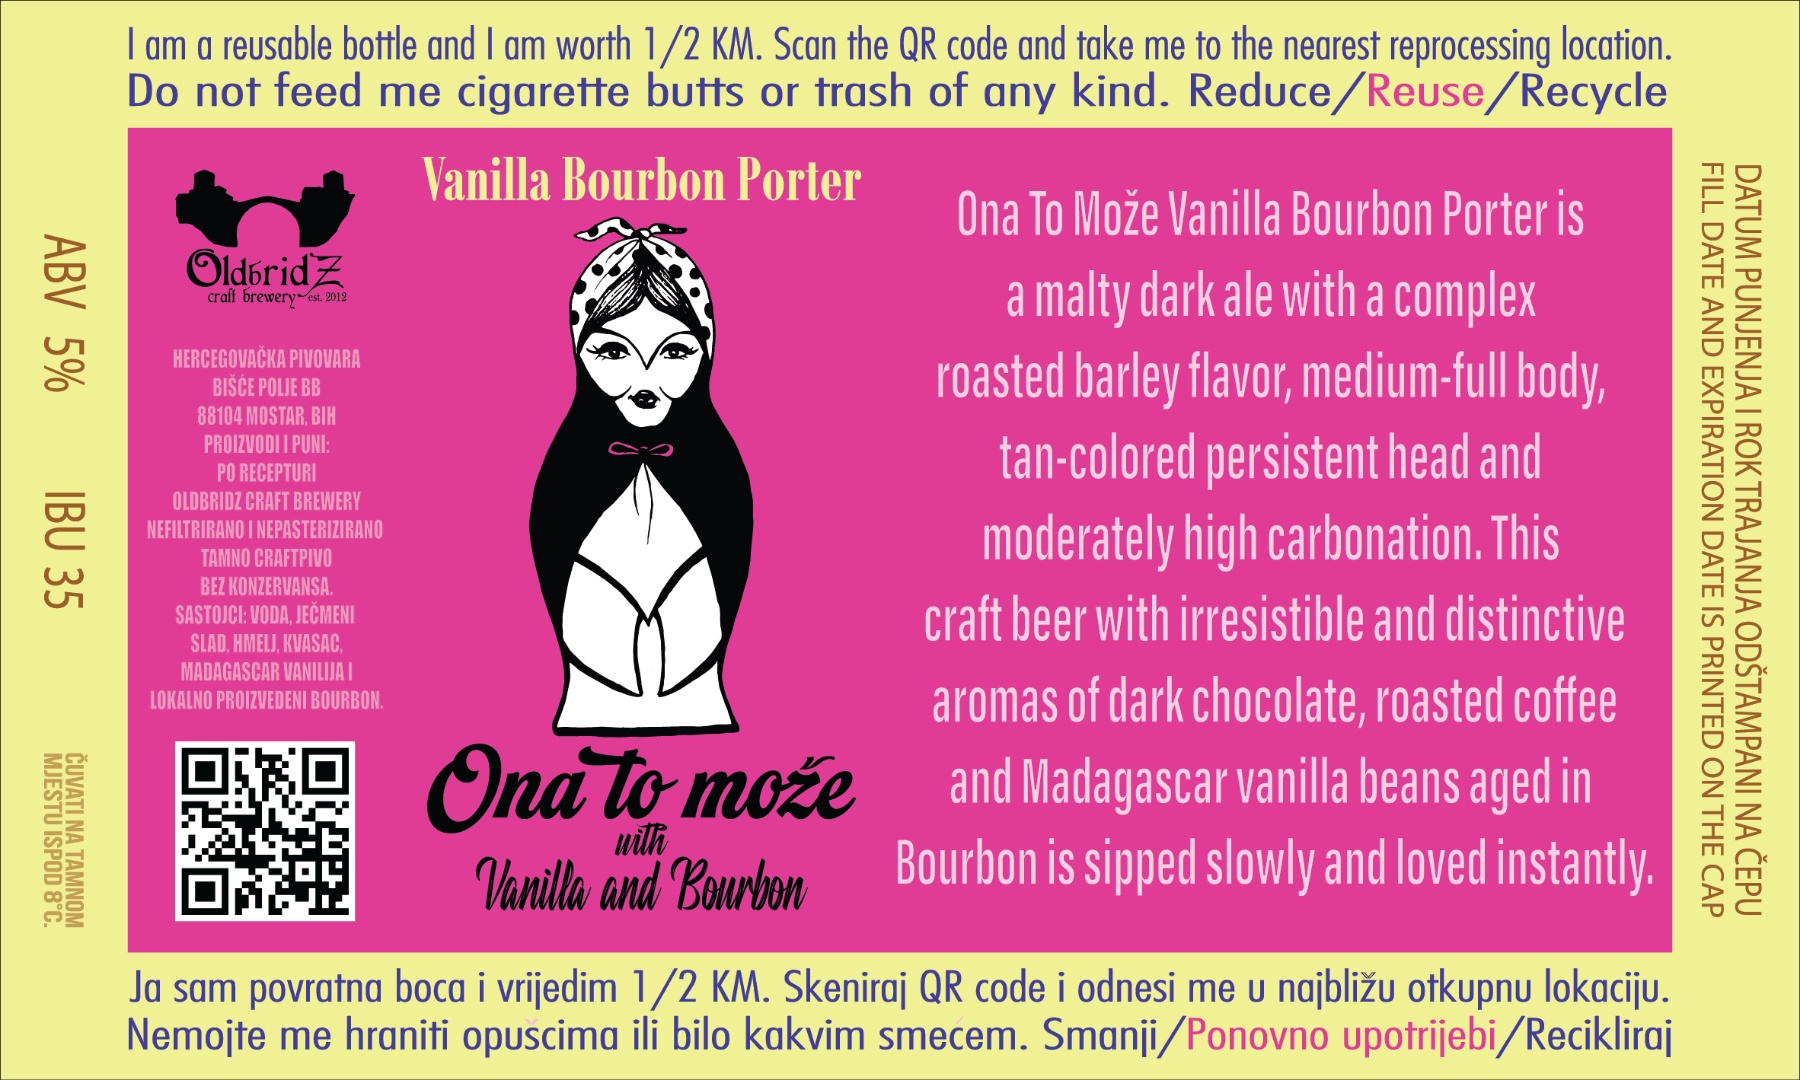 I am a reusable bottle and I am worth 1/2 KM. Scan the QR code and take me to the nearest reprocessing location.
Do not feed me cigarette butts or trash of any kind. Reduce/Reuse/Recycle
ABV 5% IBU 35
ČUVATI NA TAMNOM
MJESTU ISPOD 8°C.
OldbridZ
craft brewery est. 2012
HERCEGOVAČKA PIVOVARA
BIŠĆE POLJE BB
88104 MOSTAR, BIH
PROIZVODI I PUNI:
PO RECEPTURI
OLDBRIDZ CRAFT BREWERY
NEFILTRIRANO I NEPASTERIZIRANO
TAMNO CRAFTPIVO
BEZ KONZERVANSA.
SASTOJCI: VODA, JEČMENI
SLAD, HMELJ, KVASAC,
MADAGASCAR VANILIJA I
LOKALNO PROIZVEDENI BOURBON.
Vanilla Bourbon Porter
Ona to može
with
Vanilla and Bourbon
Ona To Može Vanilla Bourbon Porter is
a malty dark ale with a complex
roasted barley flavor, medium-full body,
tan-colored persistent head and
moderately high carbonation. This
craft beer with irresistible and distinctive
aromas of dark chocolate, roasted coffee
and Madagascar vanilla beans aged in
Bourbon is sipped slowly and loved instantly.
DATUM PUNJENJA I ROK TRAJANJA ODŠTAMPANI NA ČEPU
FILL DATE AND EXPIRATION DATE IS PRINTED ON THE CAP
Ja sam povratna boca i vrijedim 1/2 KM. Skeniraj QR code i odnesi me u najbližu otkupnu lokaciju.
Nemojte me hraniti opušcima ili bilo kakvim smećem. Smanji/Ponovno upotrijebi/Recikliraj